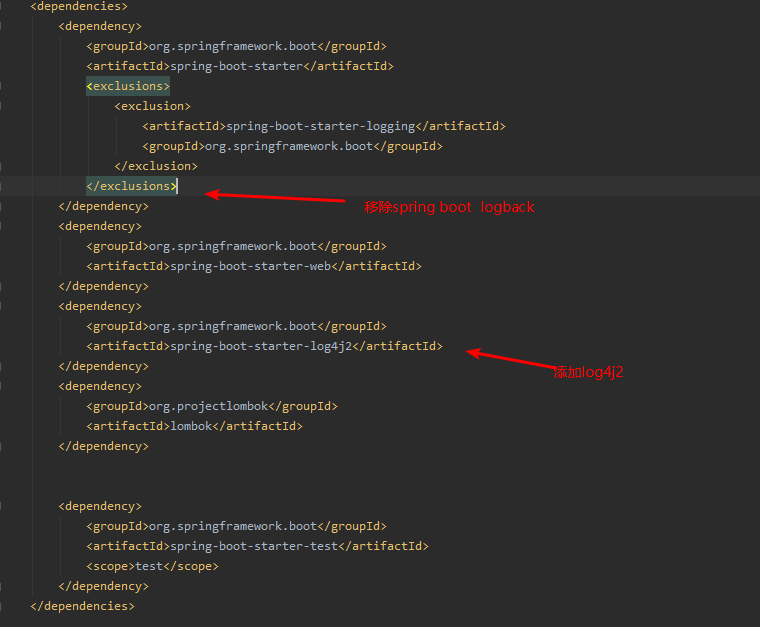 <dependencies>
<dependency>
<groupId>org.springframework.boot</groupId>
<artifactId>spring-boot-starter</artifactId>
<exclusions>
<exclusion>
<artifactId>spring-boot-starter-logging</artifactId>
<groupId>org.springframework.boot</groupId>
</exclusion>
</exclusions>
移除spring boot logback
</dependency>
<dependency>
<groupId>org.springframework.boot</groupId>
<artifactId>spring-boot-starter-web</artifactId>
</dependency>
<dependency>
<groupId>org.springframework.boot</groupId>
<artifactId>spring-boot-starter-log4j2</artifactId>
</dependency>
添加log4j2
<dependency>
<groupId>org.projectlombok</groupId>
<artifactId>lombok</artifactId>
</dependency>
<dependency>
<groupId>org.springframework.boot</groupId>
<artifactId>spring-boot-starter-test</artifactId>
<scope>test</scope>
</dependency>
</dependencies>